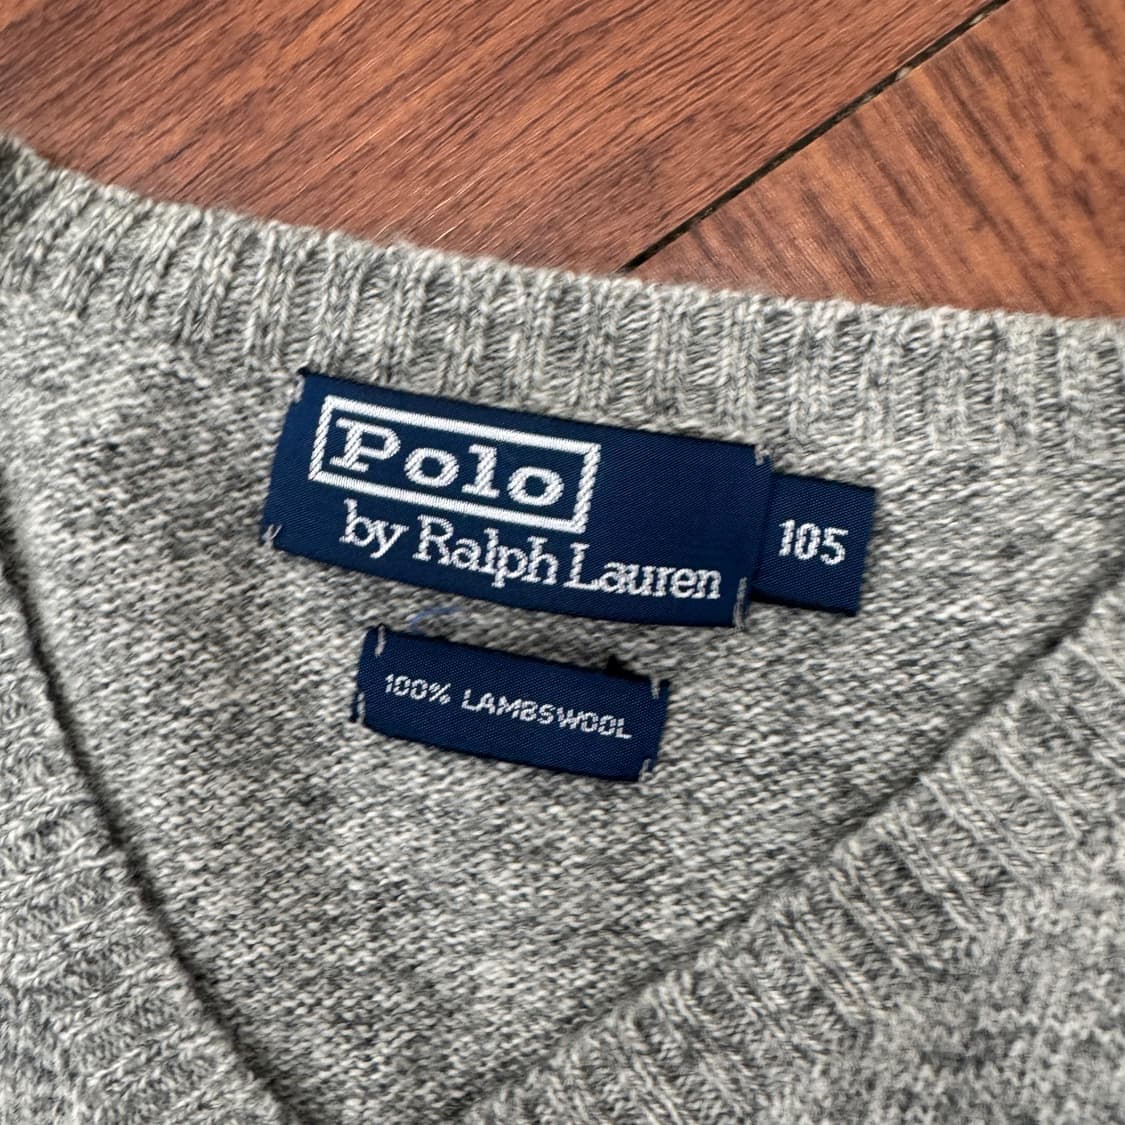 Polo
by Ralph Lauren
105
100% LAMBSWOOL